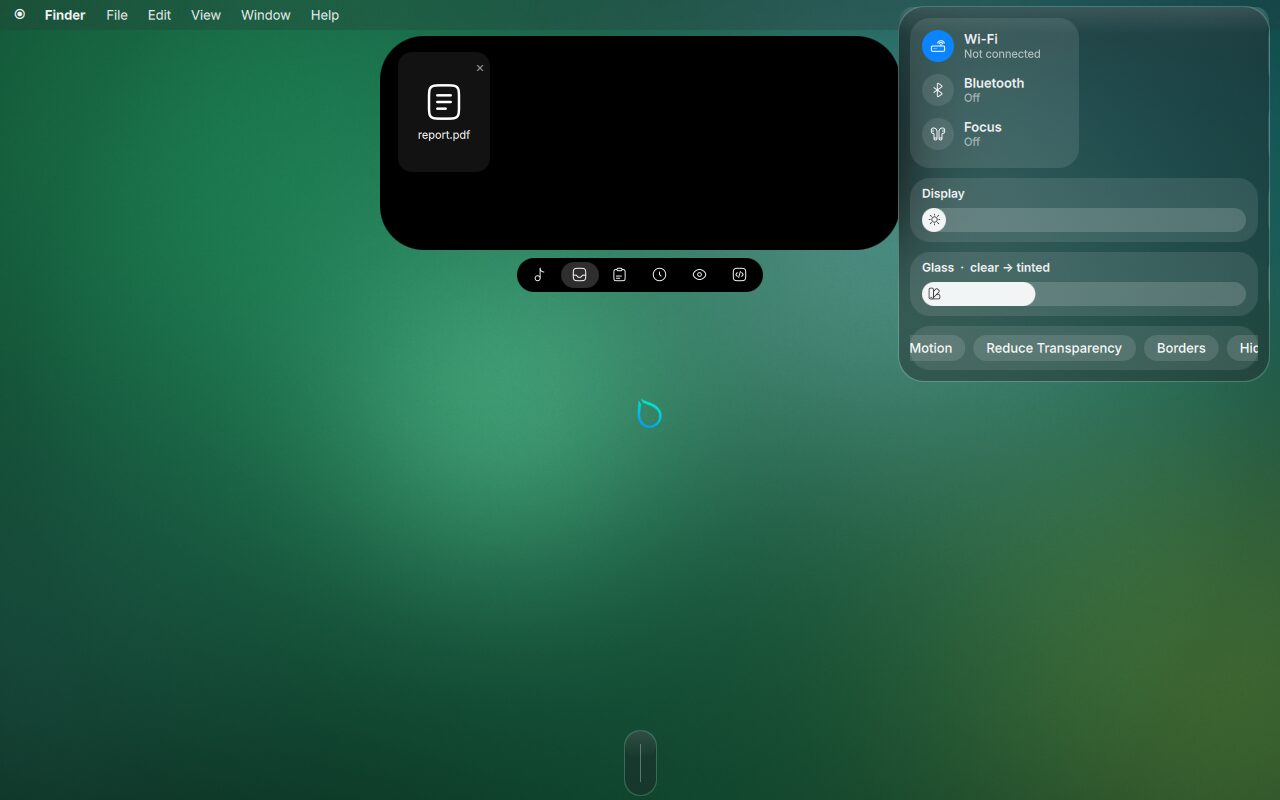 Finder File Edit View Window Help
report.pdf
Wi-Fi
Not connected
Bluetooth
Off
Focus
Off
Display
Glass · clear → tinted
Motion Reduce Transparency Borders